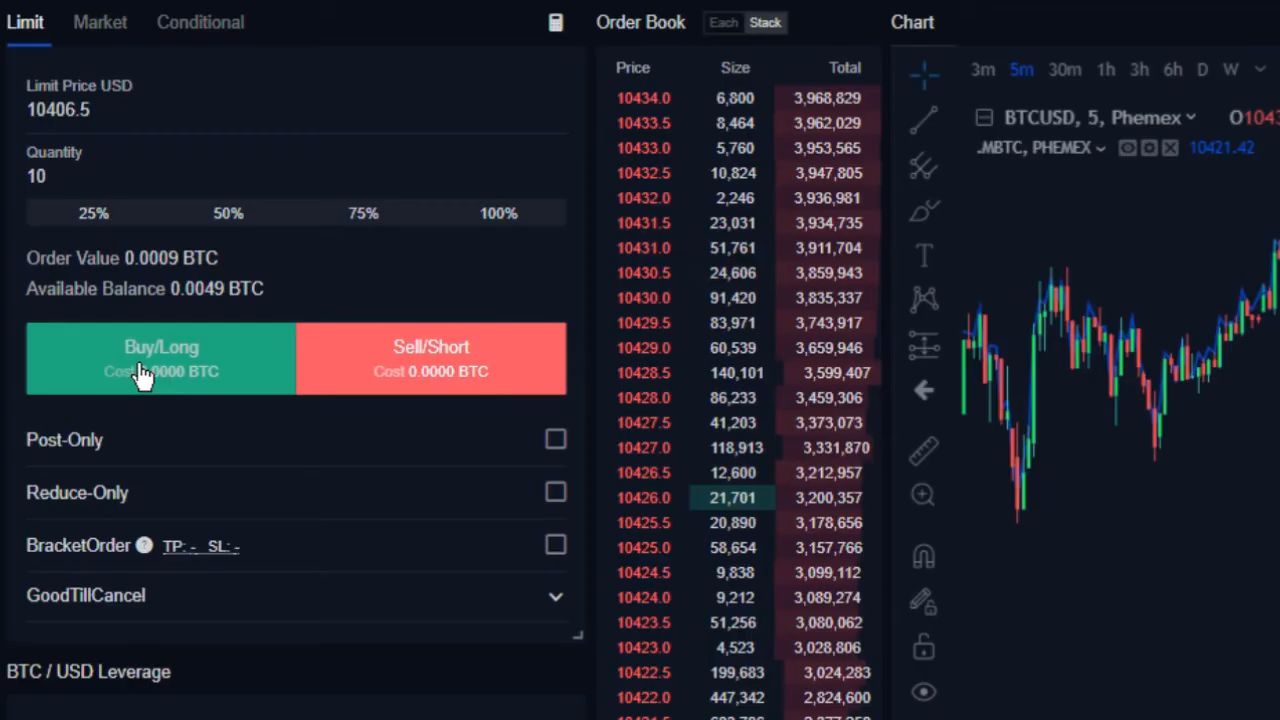 Limit Market Conditional
Limit Price USD
10406.5
Quantity
10
25% 50% 75% 100%
Order Value 0.0009 BTC
Available Balance 0.0049 BTC
Buy/Long
0000 BTC
Sell/Short
Cost 0.0000 BTC
Post-Only
Reduce-Only
BracketOrder ? TP: - SL: -
GoodTillCancel
BTC / USD Leverage
Order Book Each Stack
Price Size Total
10434.0 6,800 3,968,829
10433.5 8,464 3,962,029
10433.0 5,760 3,953,565
10432.5 10,824 3,947,805
10432.0 2,246 3,936,981
10431.5 23,031 3,934,735
10431.0 51,761 3,911,704
10430.5 24,606 3,859,943
10430.0 91,420 3,835,337
10429.5 83,971 3,743,917
10429.0 60,539 3,659,946
10428.5 140,101 3,599,407
10428.0 86,233 3,459,306
10427.5 41,203 3,373,073
10427.0 118,913 3,331,870
10426.5 12,600 3,212,957
10426.0 21,701 3,200,357
10425.5 20,890 3,178,656
10425.0 58,654 3,157,766
10424.5 9,838 3,099,112
10424.0 9,212 3,089,274
10423.5 51,256 3,080,062
10423.0 4,523 3,028,806
10422.5 199,683 3,024,283
10422.0 447,342 2,824,600
Chart
3m 5m 30m 1h 3h 6h D W
BTCUSD, 5, Phemex O1043
.MBTC, PHEMEX 10421.42
T